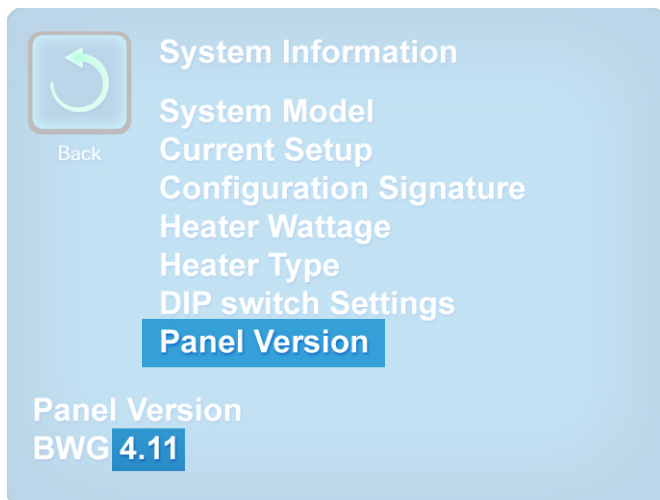 System Information
System Model
Back
Current Setup
Configuration Signature
Heater Wattage
Heater Type
DIP switch Settings
Panel Version
Panel Version
BWG 4.11